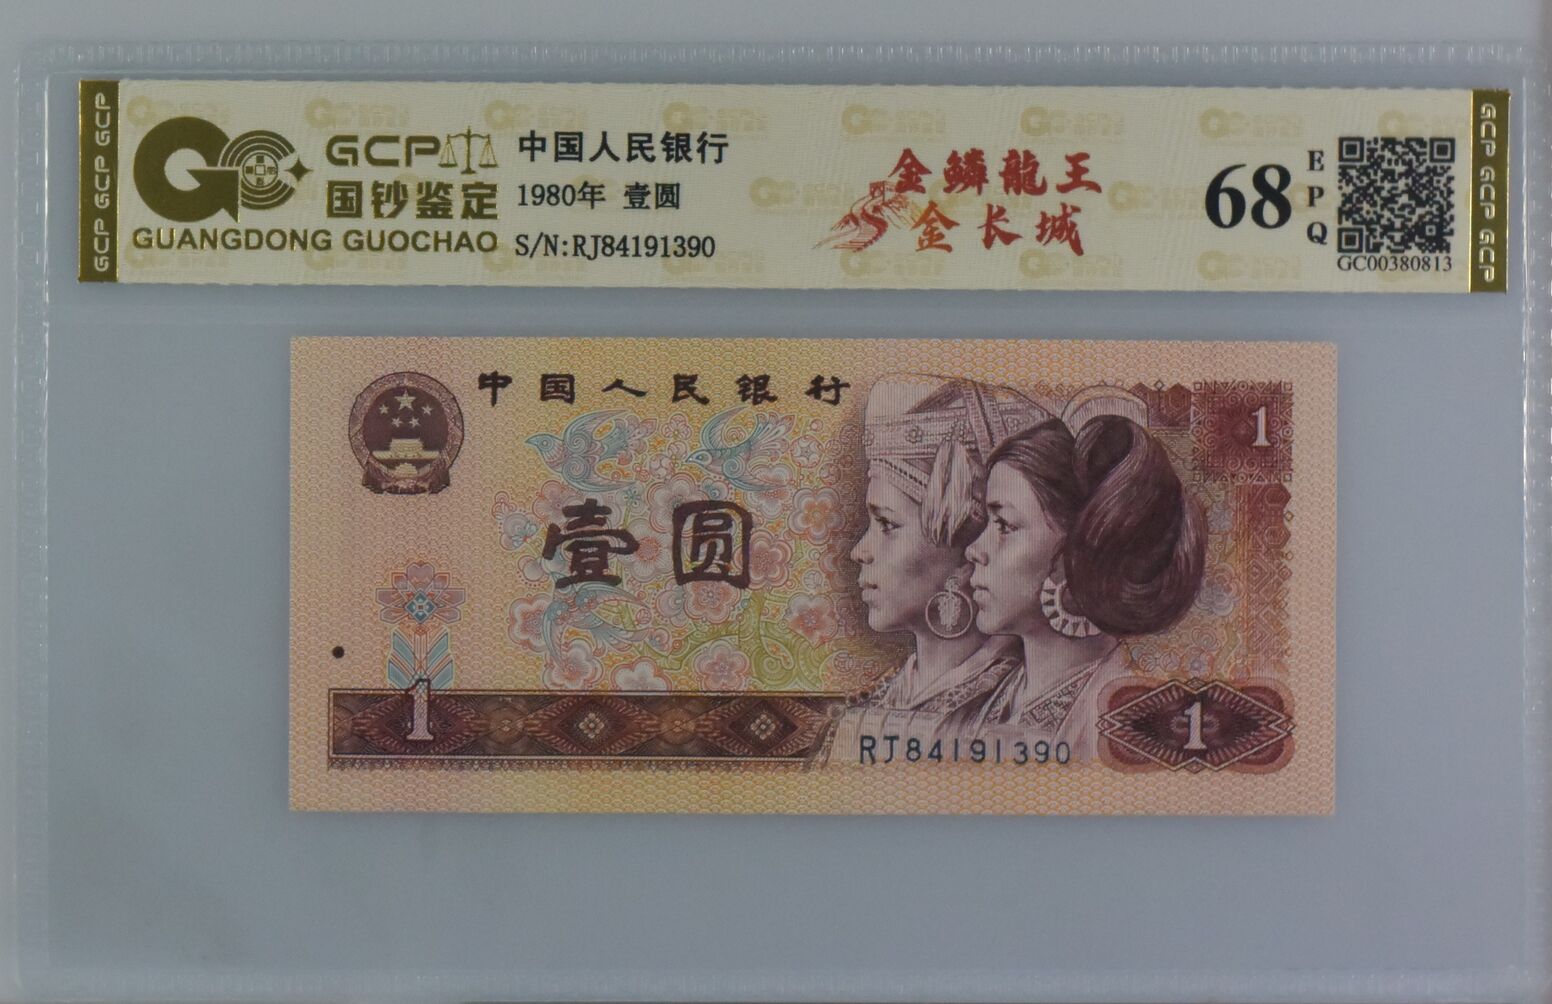 GCP GCP GCP
GCP
国钞鉴定
GUANGDONG GUOCHAO
中国人民银行
1980年 壹圆
S/N:RJ84191390
金鳞龍王
金长城
68
EPQ
GC00380813
GCP GCP GCP
中国人民银行
1
壹圆
1
RJ84191390
1